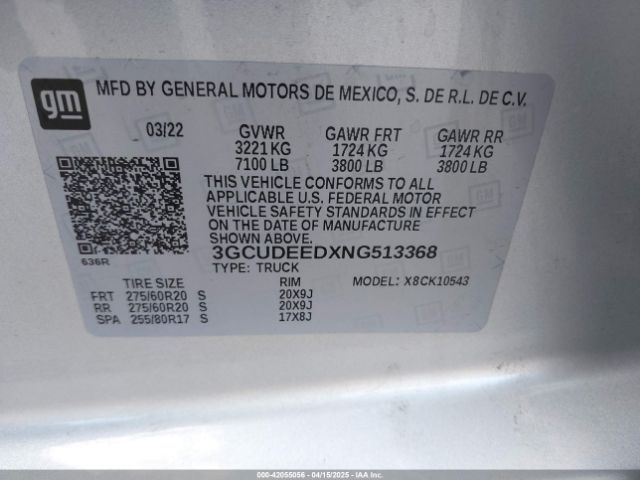 gm
MFD BY GENERAL MOTORS DE MEXICO, S. DE R.L. DE C.V.
03/22 GVWR GAWR FRT GAWR RR
3221 KG 1724 KG 1724 KG
7100 LB 3800 LB 3800 LB
THIS VEHICLE CONFORMS TO ALL
APPLICABLE U.S. FEDERAL MOTOR
VEHICLE SAFETY STANDARDS IN EFFECT
ON THE DATE OF MANUFACTURE
SHOWN ABOVE.
636R
3GCUDEEDXNG513368
TYPE: TRUCK MODEL: X8CK10543
TIRE SIZE RIM
FRT 275/60R20 S 20X9J
RR 275/60R20 S 20X9J
SPA 255/80R17 S 17X8J
000-42055056 - 04/15/2025 - IAAI.COM